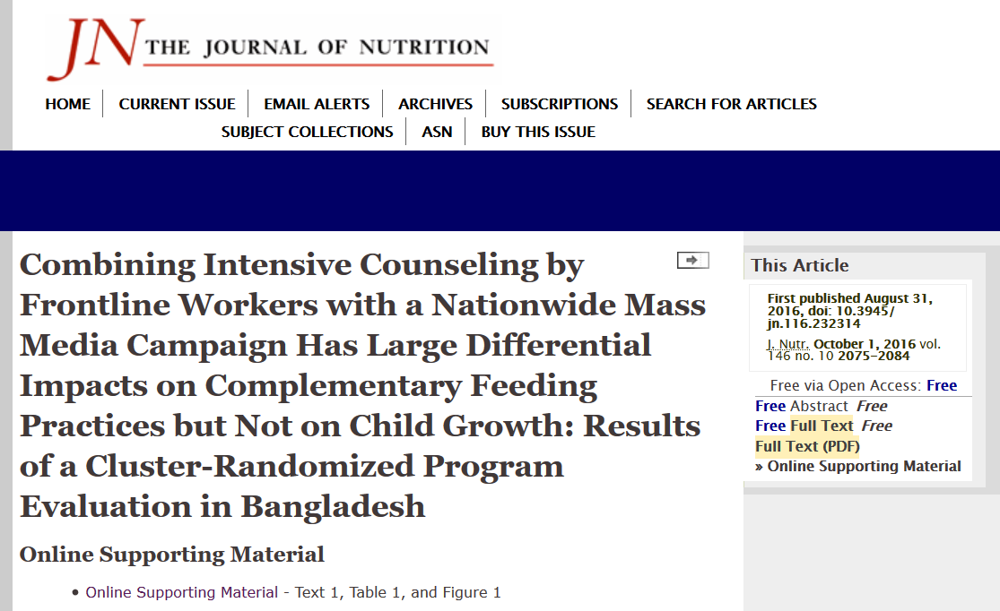 JN THE JOURNAL OF NUTRITION
HOME CURRENT ISSUE EMAIL ALERTS ARCHIVES SUBSCRIPTIONS SEARCH FOR ARTICLES
SUBJECT COLLECTIONS ASN BUY THIS ISSUE
Combining Intensive Counseling by
Frontline Workers with a Nationwide Mass
Media Campaign Has Large Differential
Impacts on Complementary Feeding
Practices but Not on Child Growth: Results
of a Cluster-Randomized Program
Evaluation in Bangladesh
Online Supporting Material
• Online Supporting Material - Text 1, Table 1, and Figure 1
This Article
First published August 31,
2016, doi: 10.3945/
jn.116.232314
J. Nutr. October 1, 2016 vol.
146 no. 10 2075-2084
Free via Open Access: Free
Free Abstract Free
Free Full Text Free
Full Text (PDF)
» Online Supporting Material